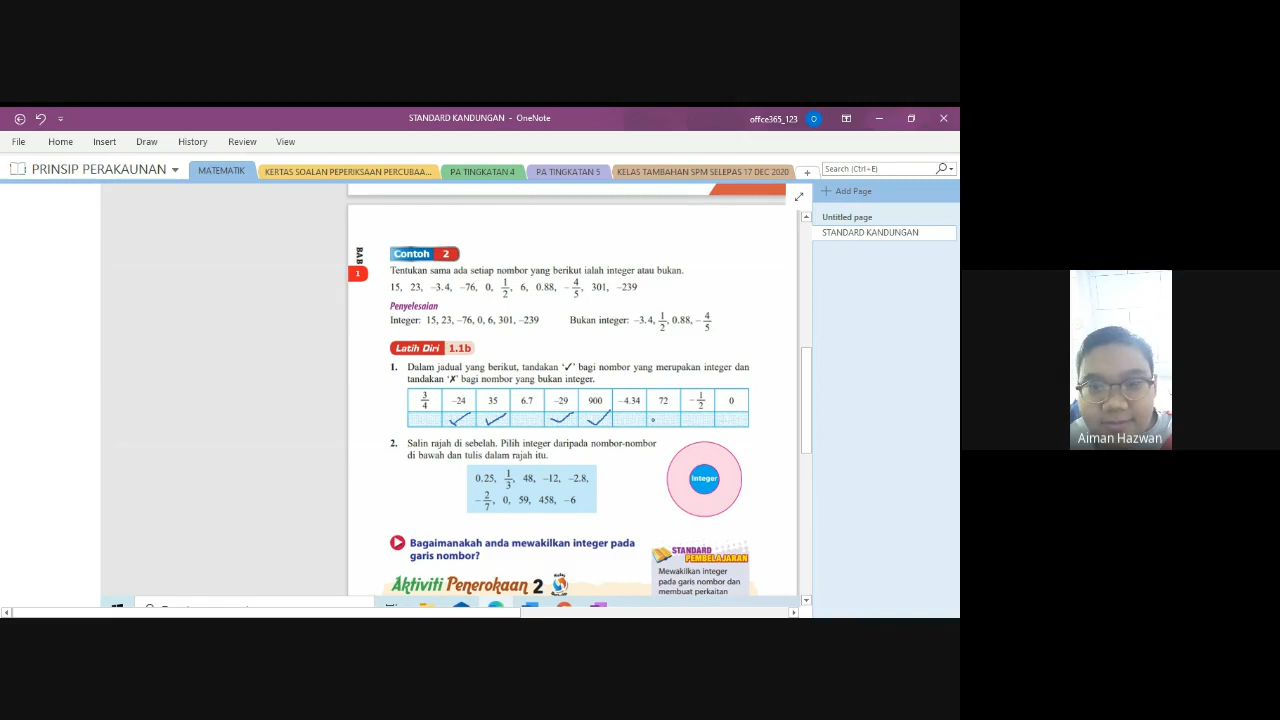 STANDARD KANDUNGAN - OneNote
offce365_123
O
File Home Insert Draw History Review View
PRINSIP PERAKAUNAN
MATEMATIK
KERTAS SOALAN PEPERIKSAAN PERCUBAA...
PA TINGKATAN 4
PA TINGKATAN 5
KELAS TAMBAHAN SPM SELEPAS 17 DEC 2020
+
Search (Ctrl+E)
+ Add Page
Untitled page
STANDARD KANDUNGAN
BAB
1
Contoh 2
Tentukan sama ada setiap nombor yang berikut ialah integer atau bukan.
15, 23, –3.4, –76, 0, 1/2, 6, 0.88, –4/5, 301, –239
Penyelesaian
Integer: 15, 23, –76, 0, 6, 301, –239 Bukan integer: –3.4, 1/2, 0.88, –4/5
Latih Diri 1.1b
1. Dalam jadual yang berikut, tandakan ‘✓’ bagi nombor yang merupakan integer dan
tandakan ‘✗’ bagi nombor yang bukan integer.
3/4 –24 35 6.7 –29 900 –4.34 72 –1/2 0
✓ ✓ ✓ ✓
2. Salin rajah di sebelah. Pilih integer daripada nombor-nombor
di bawah dan tulis dalam rajah itu.
0.25, 1/3, 48, –12, –2.8,
–2/7, 0, 59, 458, –6
Integer
Bagaimanakah anda mewakilkan integer pada
garis nombor?
Aktiviti Penerokaan 2
STANDARD
PEMBELAJARAN
Mewakilkan integer
pada garis nombor dan
membuat perkaitan
Aiman Hazwan